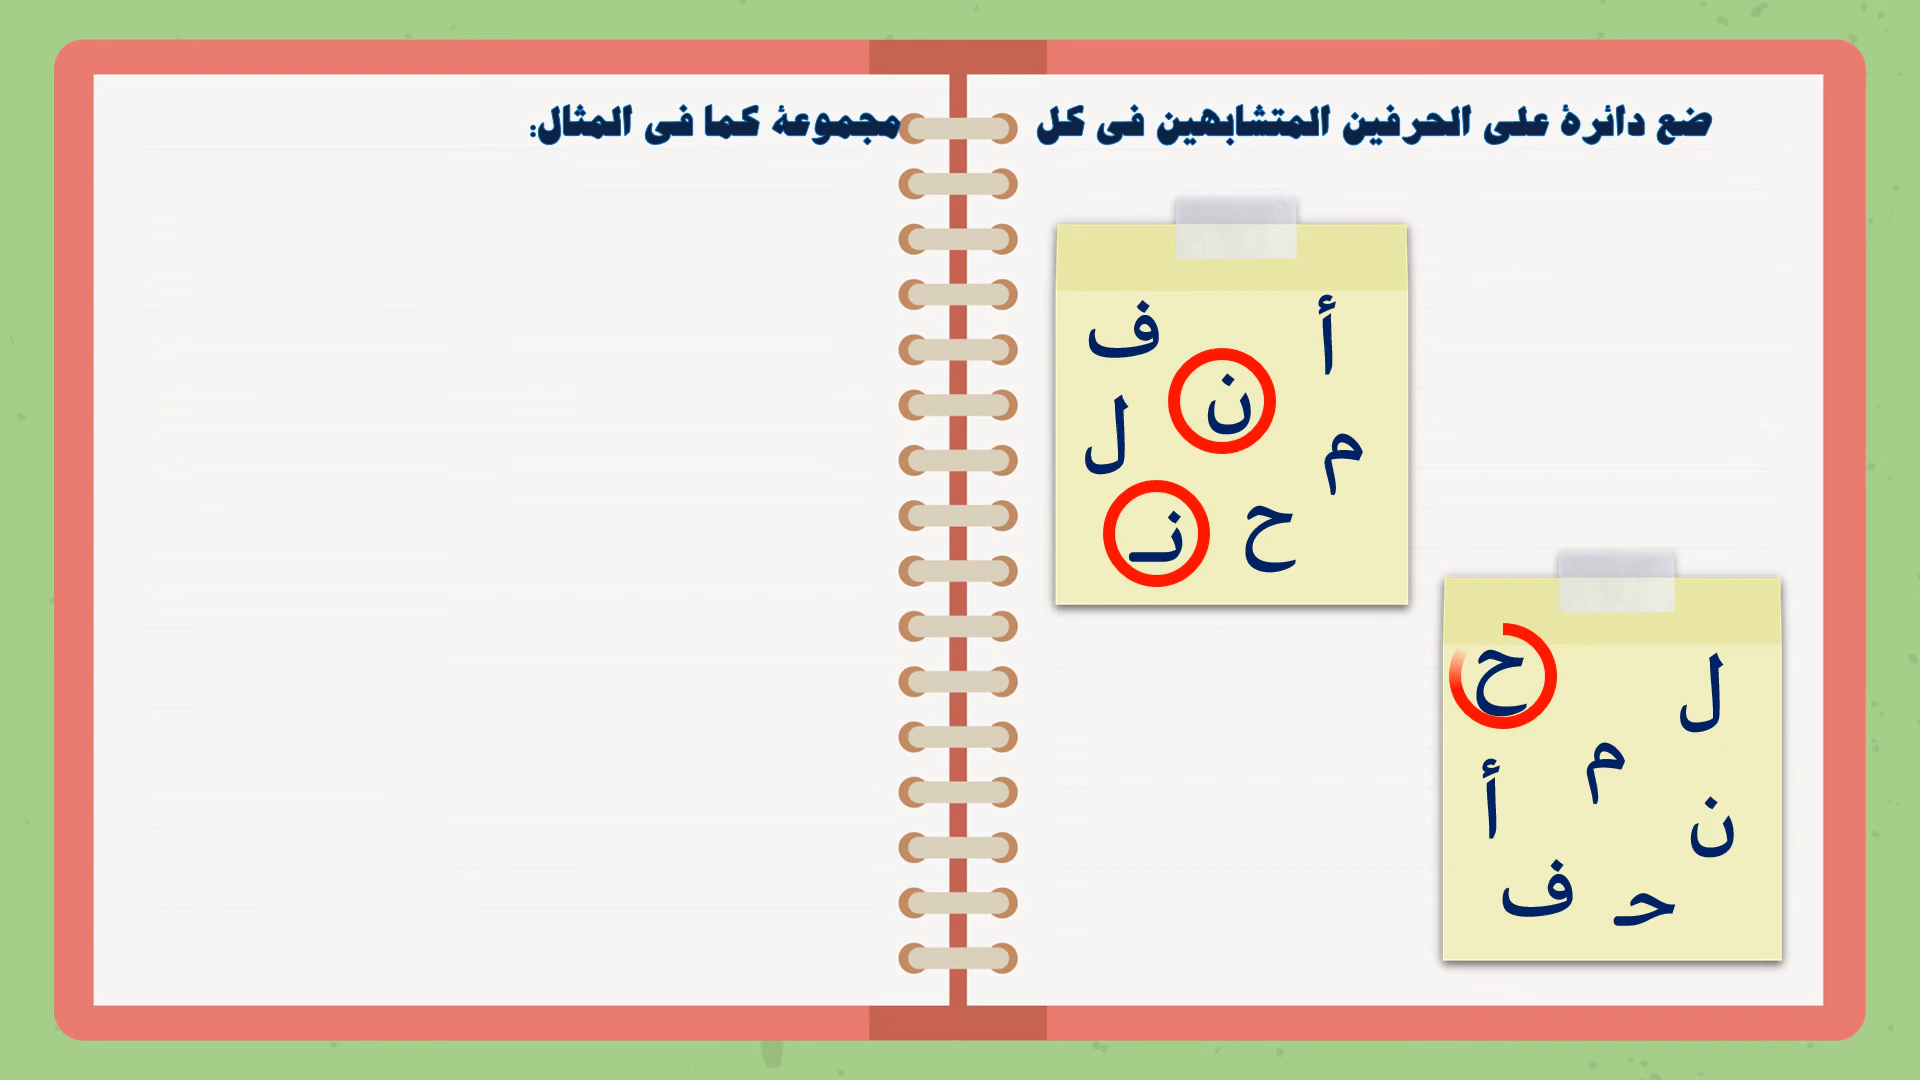 ضع دائرة على الحرفين المتشابهين فى كل مجموعة كما فى المثال:
أ ف
ن
ل م
ح نـ
ح ل
م
أ ن
حـ ف